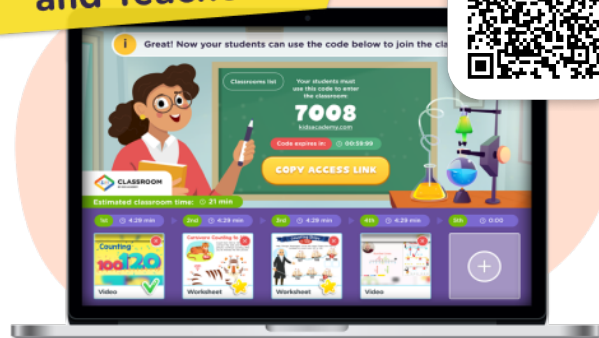 and Teache
i Great! Now your students can use the code below to join the cla
Classrooms list
Your students must
use this code to enter
the classroom:
7008
kidsacademy.com
Code expires in: 00:59:99
COPY ACCESS LINK
CLASSROOM
Estimated classroom time: 21 min
1st 4:29 min 2nd 4:29 min 3rd 4:29 min 4th 4:29 min 5th 0:00
Counting
100 120
Video
Worksheet
Worksheet
Video